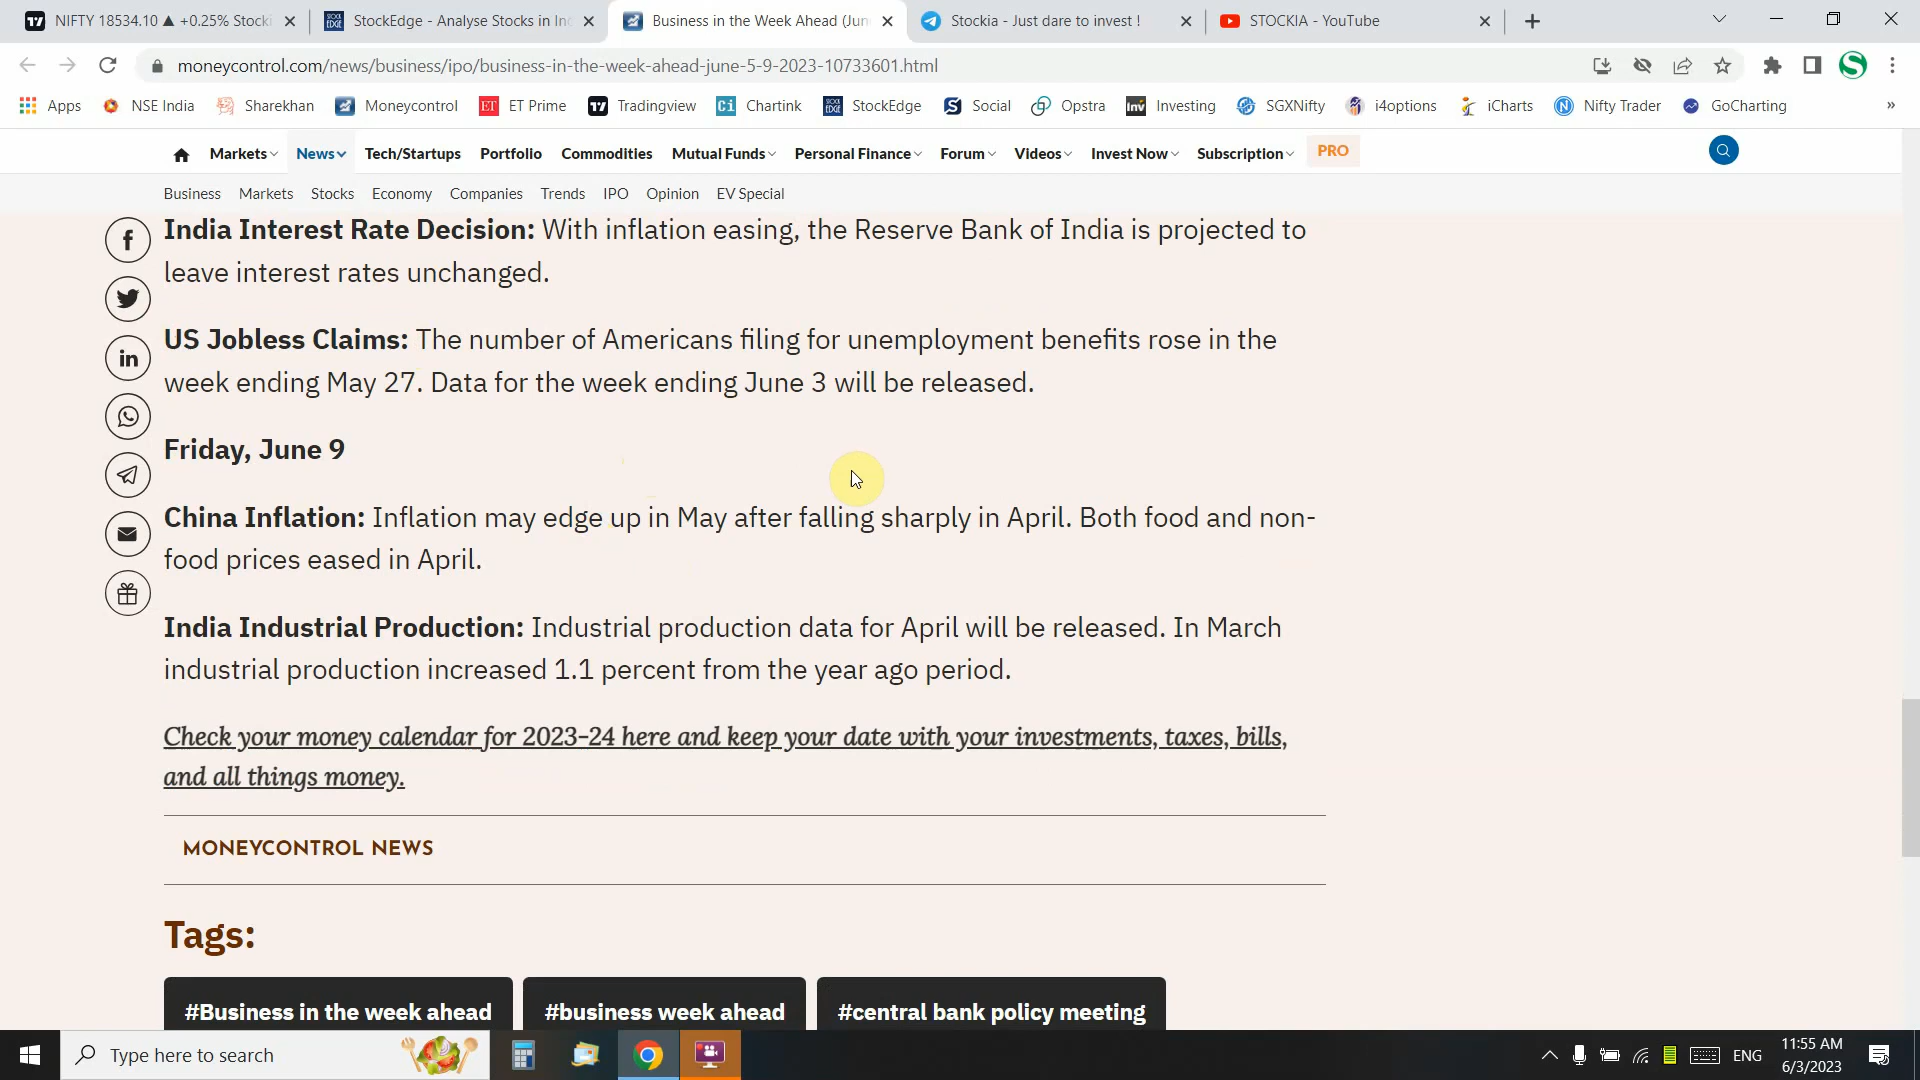 NIFTY 18534.10 ▲ +0.25% Stocki
StockEdge - Analyse Stocks in Ind
Business in the Week Ahead (Jun
Stockia - Just dare to invest !
STOCKIA - YouTube
moneycontrol.com/news/business/ipo/business-in-the-week-ahead-june-5-9-2023-10733601.html
Apps NSE India Sharekhan Moneycontrol ET Prime Tradingview Chartink StockEdge Social Opstra Investing SGXNifty i4options iCharts Nifty Trader GoCharting »
Markets News Tech/Startups Portfolio Commodities Mutual Funds Personal Finance Forum Videos Invest Now Subscription PRO
Business Markets Stocks Economy Companies Trends IPO Opinion EV Special
India Interest Rate Decision: With inflation easing, the Reserve Bank of India is projected to
leave interest rates unchanged.
US Jobless Claims: The number of Americans filing for unemployment benefits rose in the
week ending May 27. Data for the week ending June 3 will be released.
Friday, June 9
China Inflation: Inflation may edge up in May after falling sharply in April. Both food and non-
food prices eased in April.
India Industrial Production: Industrial production data for April will be released. In March
industrial production increased 1.1 percent from the year ago period.
Check your money calendar for 2023-24 here and keep your date with your investments, taxes, bills,
and all things money.
MONEYCONTROL NEWS
Tags:
#Business in the week ahead #business week ahead #central bank policy meeting
Type here to search
ENG
11:55 AM
6/3/2023